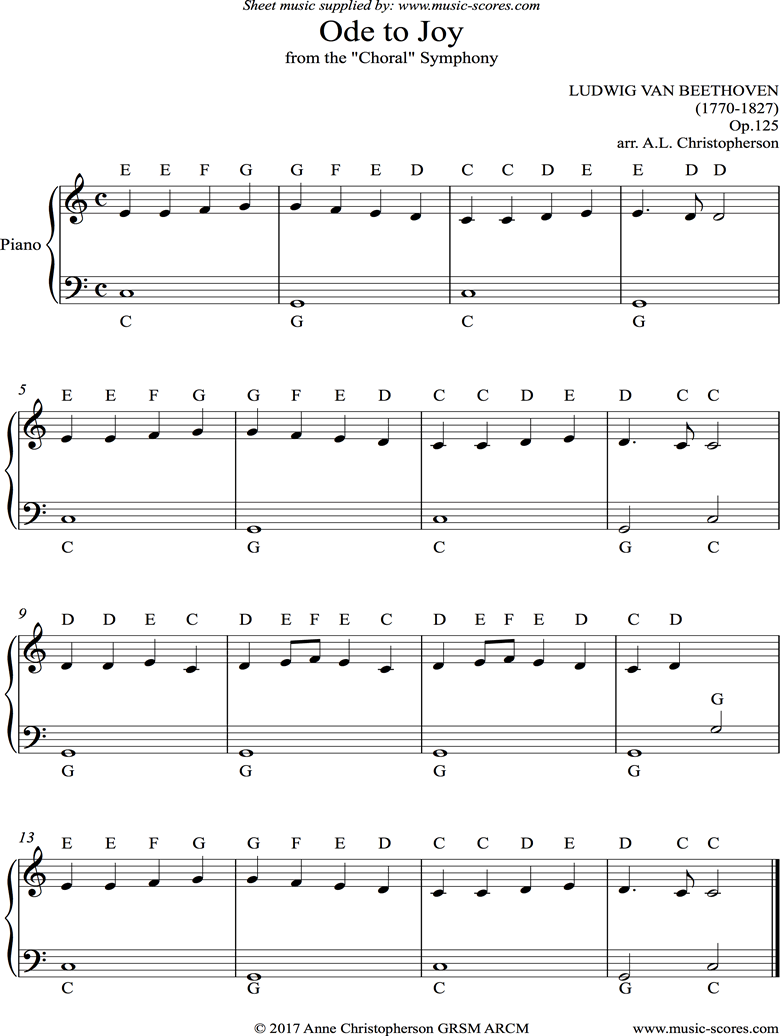 Sheet music supplied by: www.music-scores.com
Ode to Joy
from the "Choral" Symphony
LUDWIG VAN BEETHOVEN
(1770-1827)
Op.125
arr. A.L. Christopherson
E E F G G F E D C C D E E D D
Piano
C G C G
5
E E F G G F E D C C D E D C C
C G C G C
9
D D E C D E F E C D E F E D C D
G
G G G G
13
E E F G G F E D C C D E D C C
C G C G C
© 2017 Anne Christopherson GRSM ARCM
www.music-scores.com